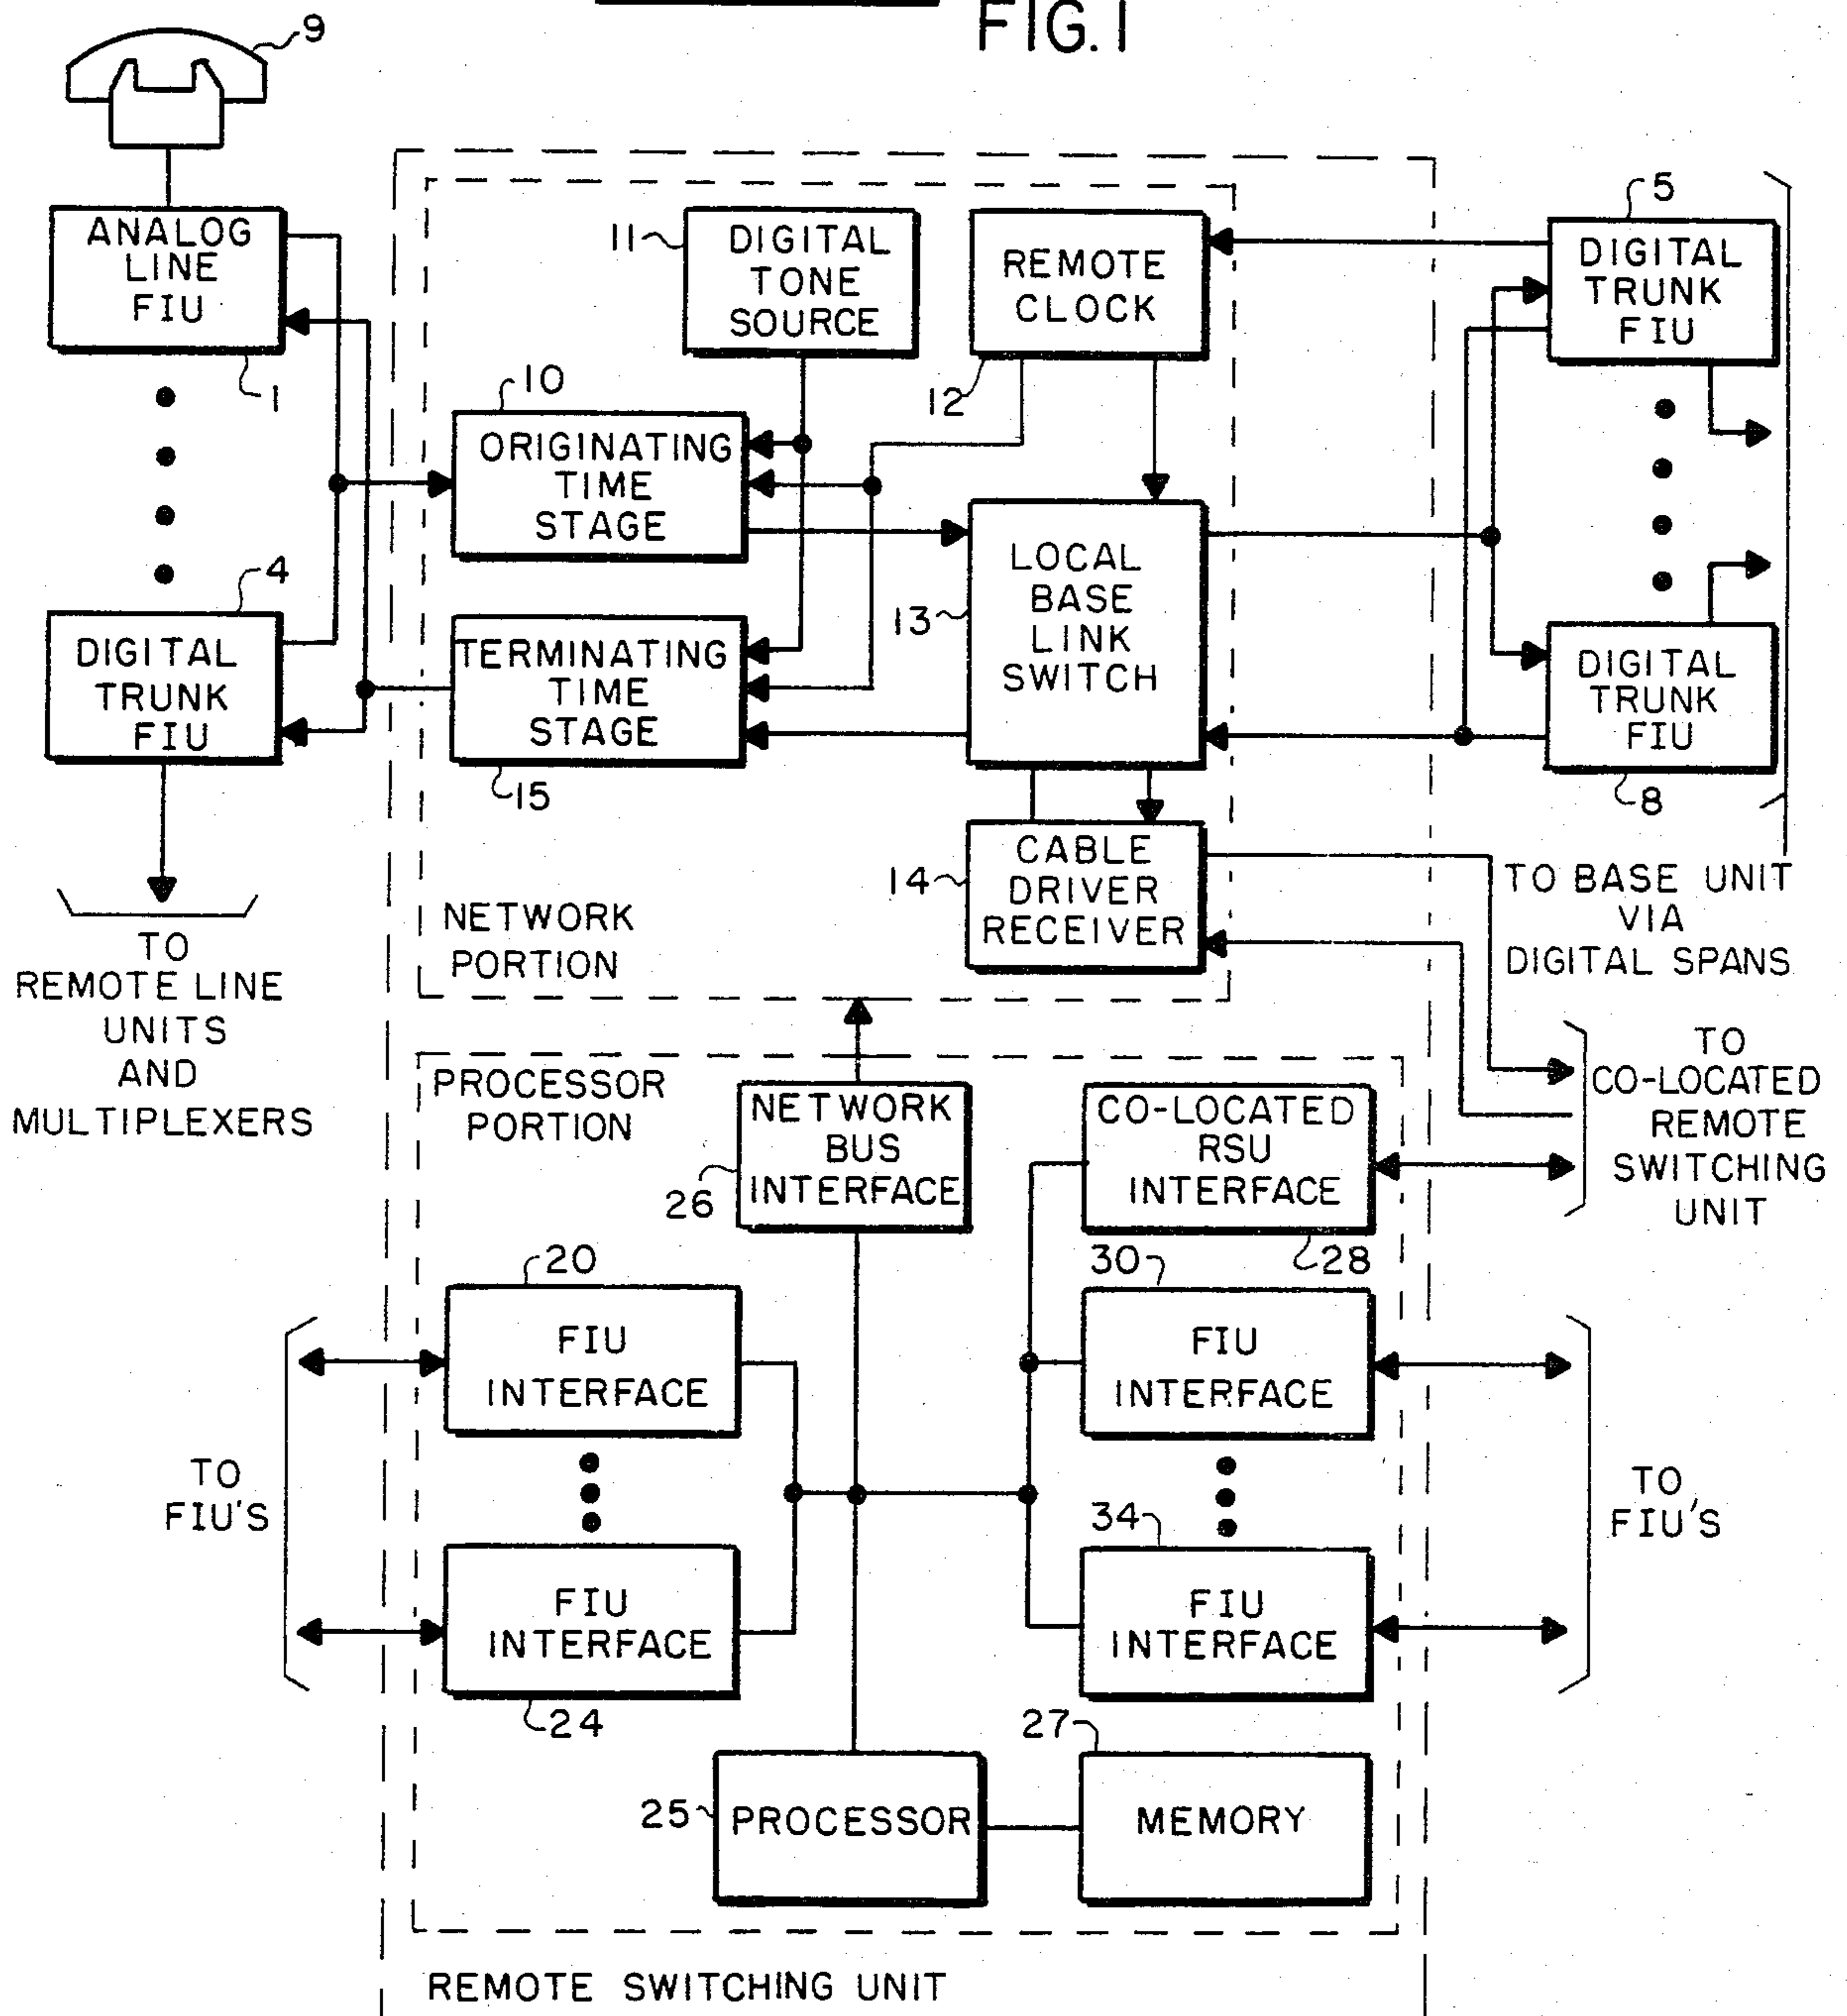 FIG. 1
9
ANALOG
LINE
FIU
1
4
DIGITAL
TRUNK
FIU
TO
REMOTE LINE
UNITS
AND
MULTIPLEXERS
11
DIGITAL
TONE
SOURCE
REMOTE
CLOCK
12
10
ORIGINATING
TIME
STAGE
TERMINATING
TIME
STAGE
15
13
LOCAL
BASE
LINK
SWITCH
14
CABLE
DRIVER
RECEIVER
NETWORK
PORTION
5
DIGITAL
TRUNK
FIU
DIGITAL
TRUNK
FIU
8
TO BASE UNIT
VIA
DIGITAL SPANS
TO
CO-LOCATED
REMOTE
SWITCHING
UNIT
PROCESSOR
PORTION
NETWORK
BUS
INTERFACE
26
CO-LOCATED
RSU
INTERFACE
28
20
FIU
INTERFACE
30
FIU
INTERFACE
TO
FIU'S
TO
FIU'S
FIU
INTERFACE
24
34
FIU
INTERFACE
25
PROCESSOR
27
MEMORY
REMOTE SWITCHING UNIT